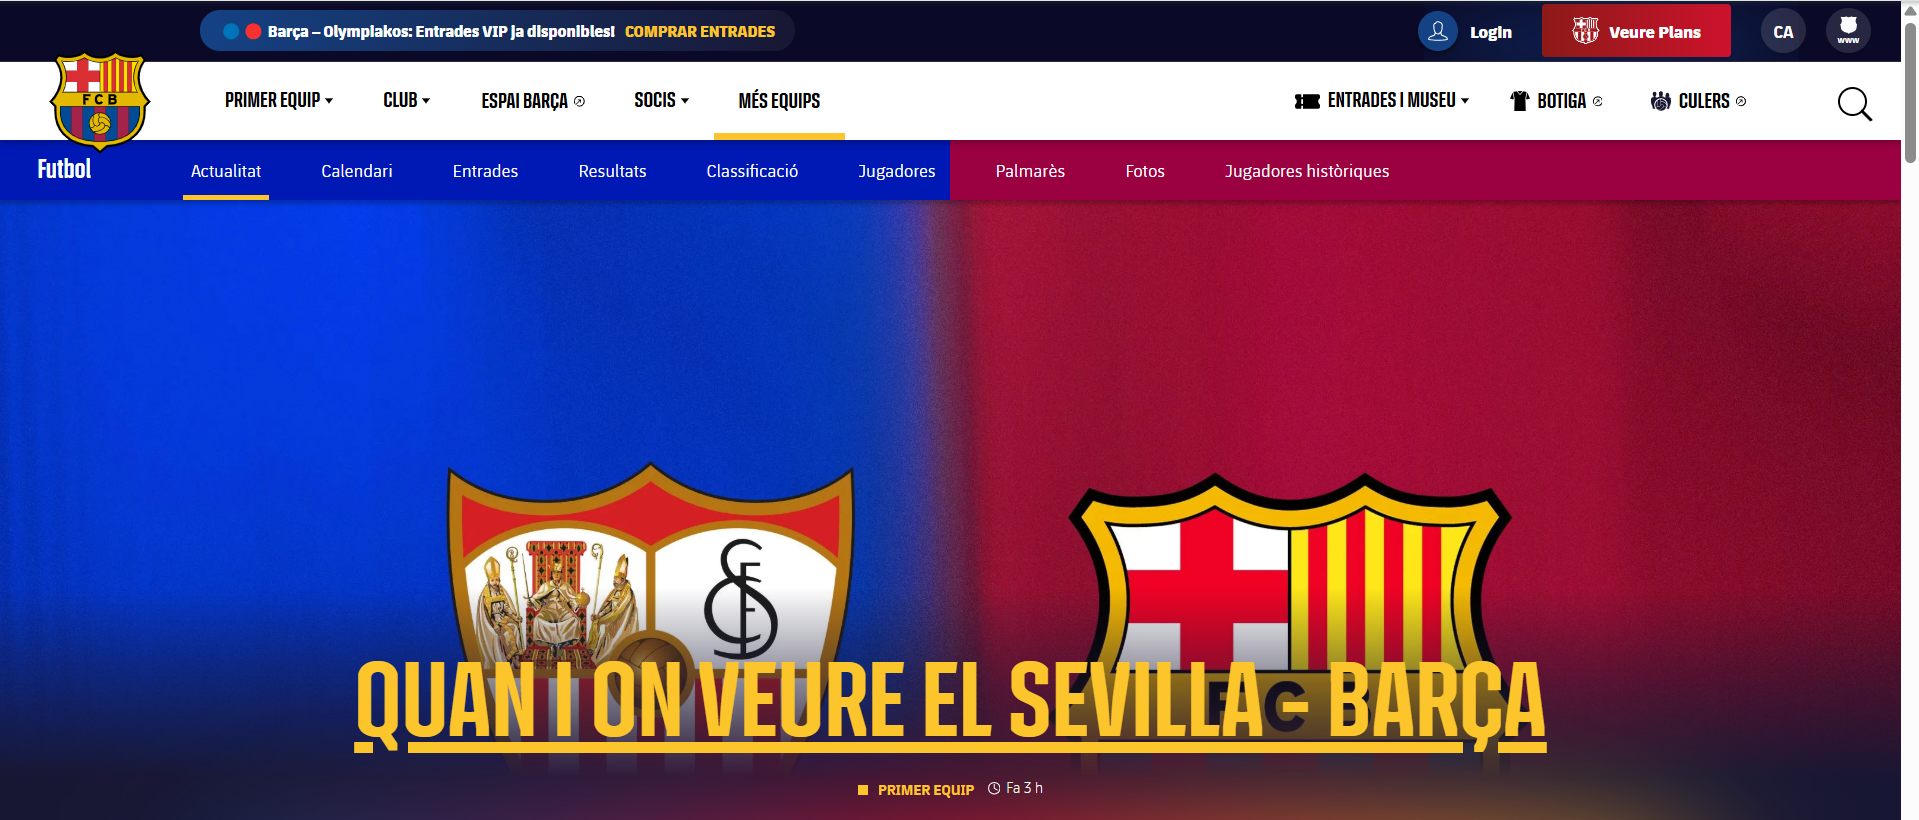 Barça – Olympiakos: Entrades VIP ja disponibles! COMPRAR ENTRADES
Login
Veure Plans
CA
WWW
FCB
PRIMER EQUIP
CLUB
ESPAI BARÇA
SOCIS
MÉS EQUIPS
ENTRADES I MUSEU
BOTIGA
CULERS
Futbol
Actualitat
Calendari
Entrades
Resultats
Classificació
Jugadores
Palmarès
Fotos
Jugadores històriques
QUAN I ON VEURE EL SEVILLA - BARÇA
PRIMER EQUIP
Fa 3 h